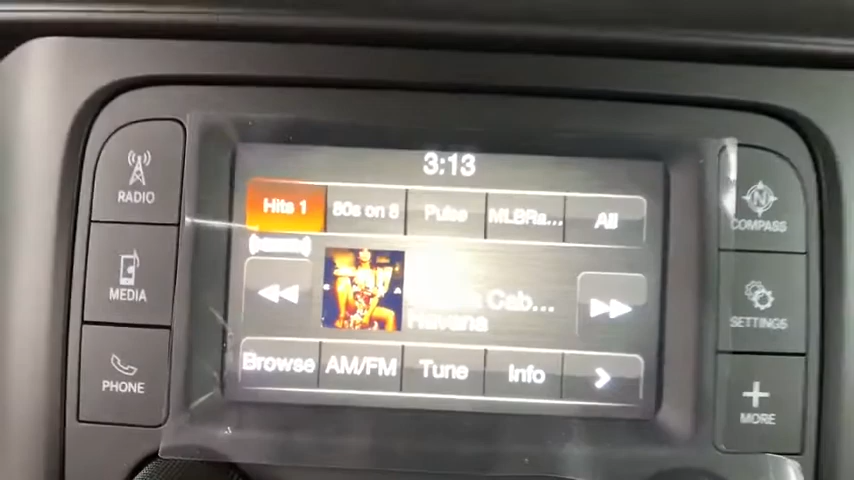 3:13
RADIO
Hits 1
80s on 8
Pulse
MLBRa...
All
COMPASS
MEDIA
Cab...
Havana
SETTINGS
PHONE
Browse
AM/FM
Tune
Info
MORE